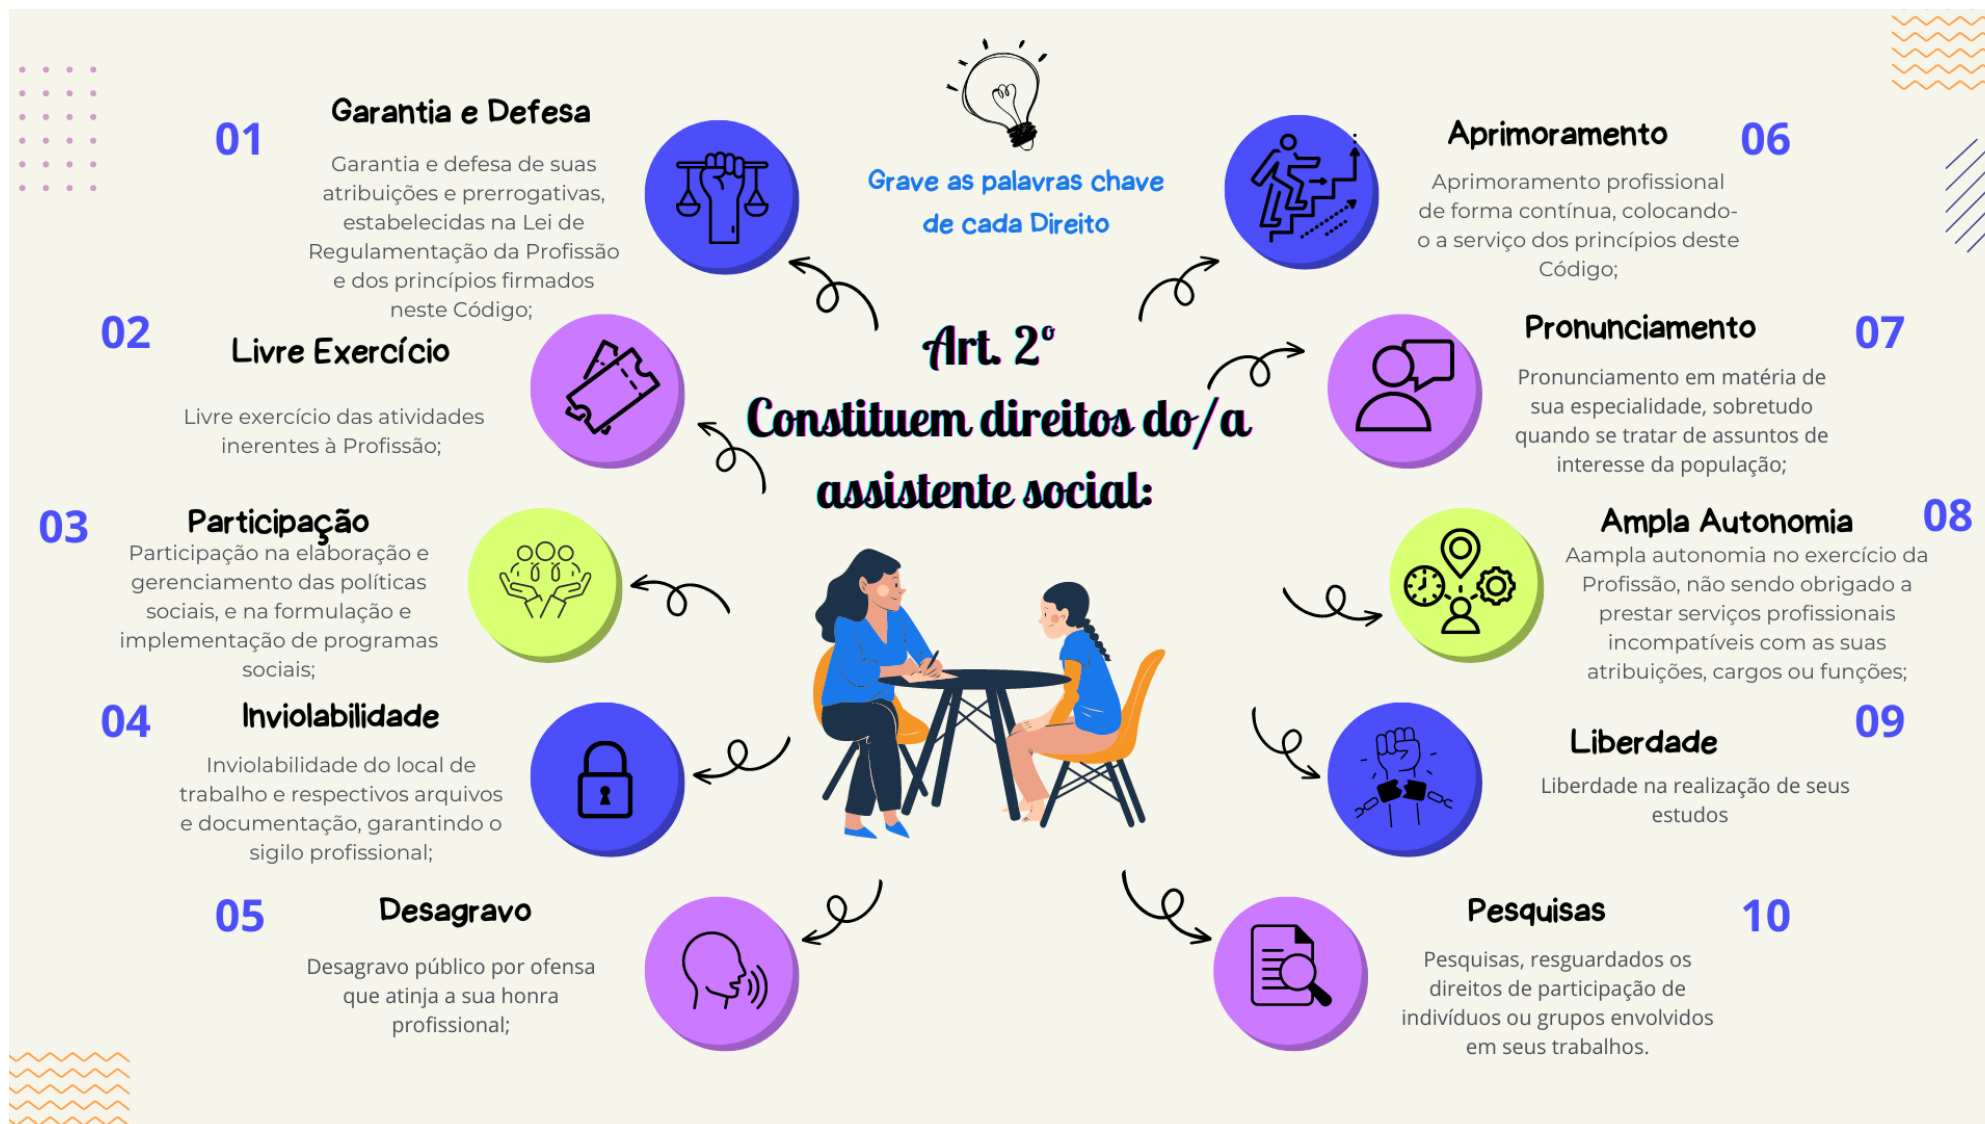 Grave as palavras chave
de cada Direito
Art. 2º
Constituem direitos do/a
assistente social:
01
Garantia e Defesa
Garantia e defesa de suas
atribuições e prerrogativas,
estabelecidas na Lei de
Regulamentação da Profissão
e dos princípios firmados
neste Código;
02
Livre Exercício
Livre exercício das atividades
inerentes à Profissão;
03
Participação
Participação na elaboração e
gerenciamento das políticas
sociais, e na formulação e
implementação de programas
sociais;
04
Inviolabilidade
Inviolabilidade do local de
trabalho e respectivos arquivos
e documentação, garantindo o
sigilo profissional;
05
Desagravo
Desagravo público por ofensa
que atinja a sua honra
profissional;
06
Aprimoramento
Aprimoramento profissional
de forma contínua, colocando-
o a serviço dos princípios deste
Código;
07
Pronunciamento
Pronunciamento em matéria de
sua especialidade, sobretudo
quando se tratar de assuntos de
interesse da população;
08
Ampla Autonomia
Aampla autonomia no exercício da
Profissão, não sendo obrigado a
prestar serviços profissionais
incompatíveis com as suas
atribuições, cargos ou funções;
09
Liberdade
Liberdade na realização de seus
estudos
10
Pesquisas
Pesquisas, resguardados os
direitos de participação de
indivíduos ou grupos envolvidos
em seus trabalhos.